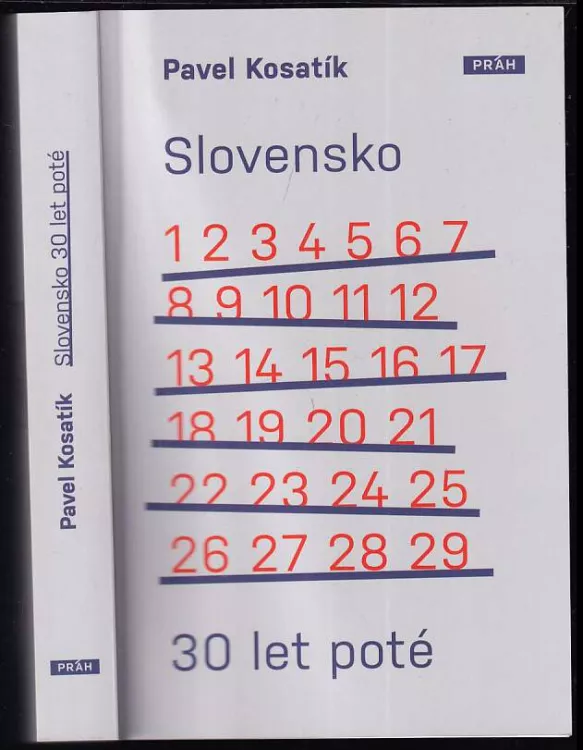 Pavel Kosatík
PRÁH
Slovensko
1 2 3 4 5 6 7
8 9 10 11 12
13 14 15 16 17
18 19 20 21
22 23 24 25
26 27 28 29
30 let poté
Pavel Kosatík
Slovensko 30 let poté
PRÁH